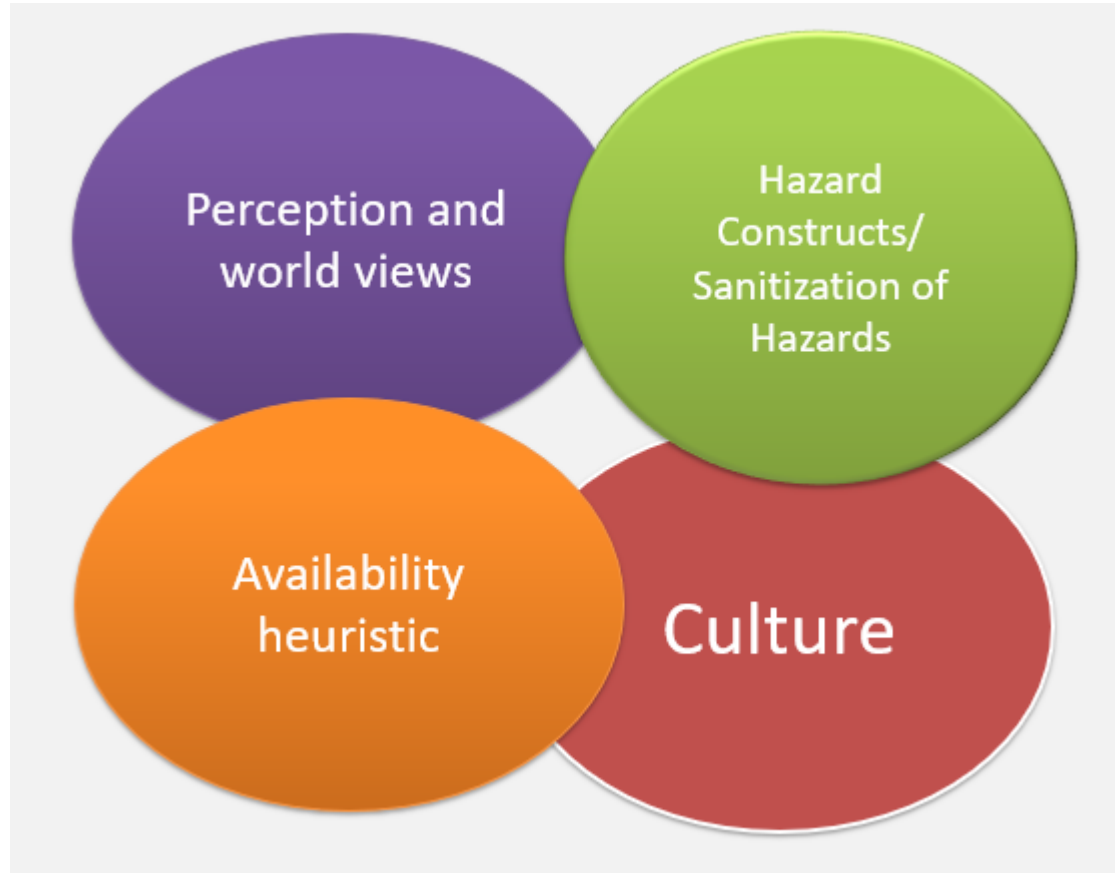 Perception and
world views
Hazard
Constructs/
Sanitization of
Hazards
Availability
heuristic
Culture